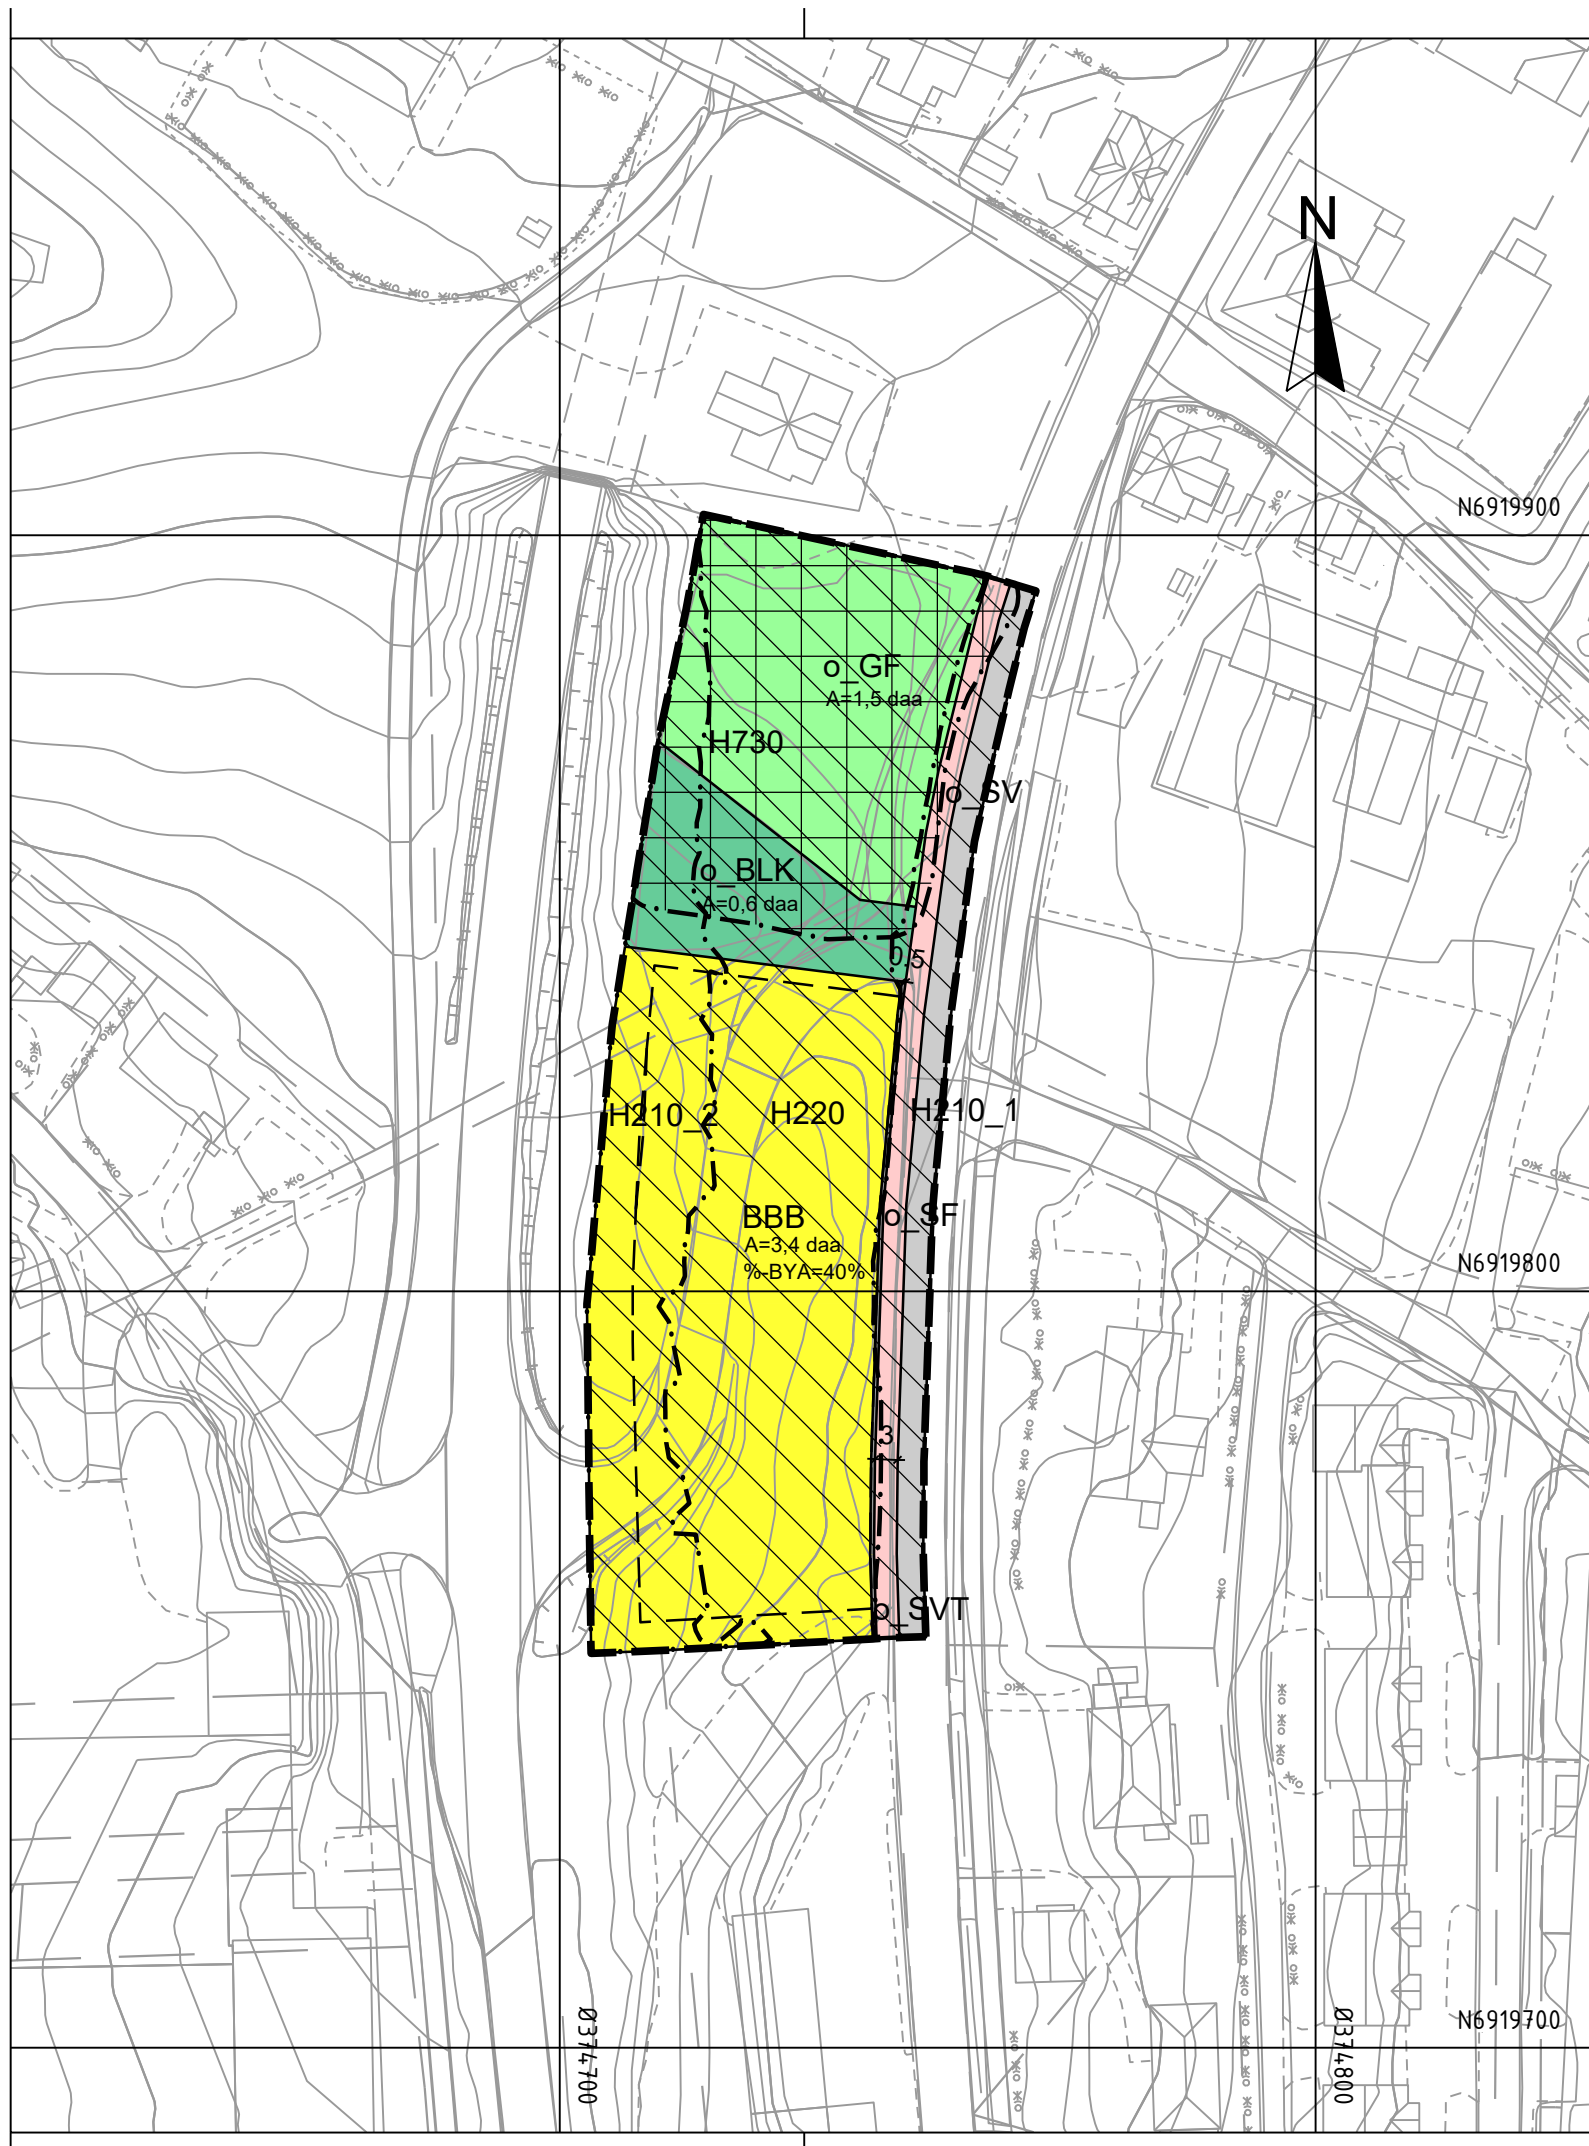 N
N6919900
o_GF
A=1,5 daa
H730
o_SV
o_BLK
A=0,6 daa
0.5
H210_2
H220
H210_1
BBB
o_SF
A=3,4 daa
%-BYA=40%
N6919800
3
o_SVT
Ø374700
Ø374800
N6919700